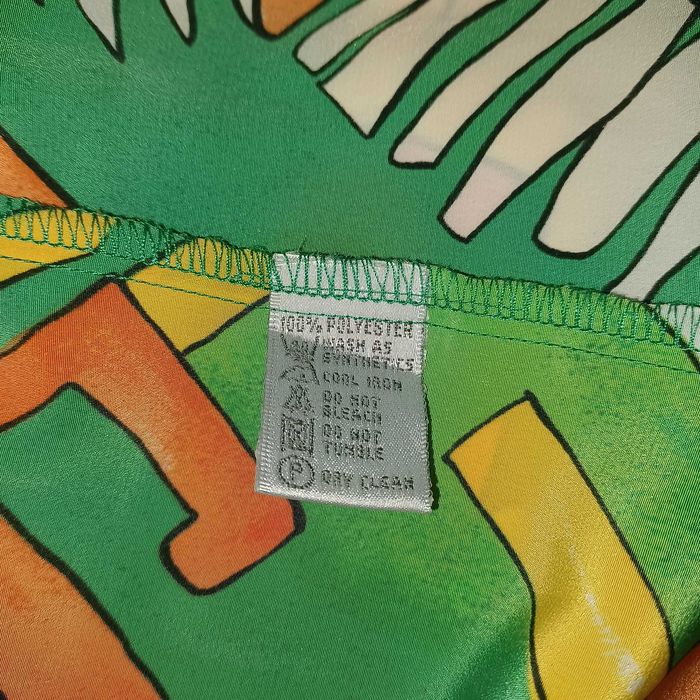 100% POLYESTER
WASH AS
SYNTHETICS
COOL IRON
DO NOT
BLEACH
DO NOT
TUMBLE
P DRY CLEAN